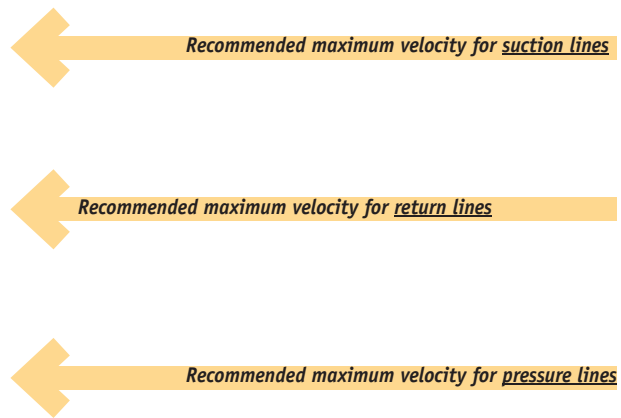 Recommended maximum velocity for suction lines
Recommended maximum velocity for return lines
Recommended maximum velocity for pressure lines